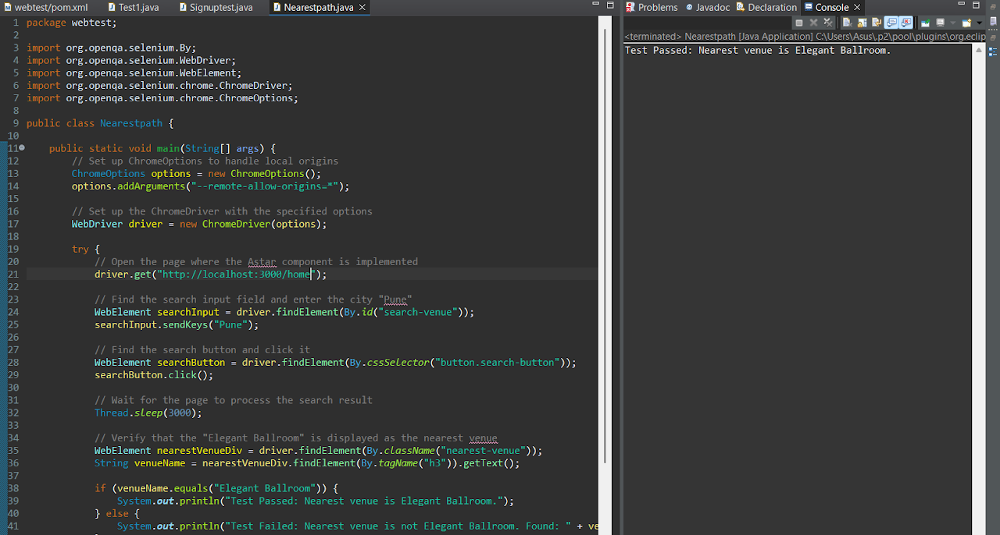 webtest/pom.xml Test1.java Signuptest.java Nearestpath.java
1 package webtest;
2
3 import org.openqa.selenium.By;
4 import org.openqa.selenium.WebDriver;
5 import org.openqa.selenium.WebElement;
6 import org.openqa.selenium.chrome.ChromeDriver;
7 import org.openqa.selenium.chrome.ChromeOptions;
8
9 public class Nearestpath {
10
11 public static void main(String[] args) {
12 // Set up ChromeOptions to handle local origins
13 ChromeOptions options = new ChromeOptions();
14 options.addArguments("--remote-allow-origins=*");
15
16 // Set up the ChromeDriver with the specified options
17 WebDriver driver = new ChromeDriver(options);
18
19 try {
20 // Open the page where the Astar component is implemented
21 driver.get("http://localhost:3000/home");
22
23 // Find the search input field and enter the city "Pune"
24 WebElement searchInput = driver.findElement(By.id("search-venue"));
25 searchInput.sendKeys("Pune");
26
27 // Find the search button and click it
28 WebElement searchButton = driver.findElement(By.cssSelector("button.search-button"));
29 searchButton.click();
30
31 // Wait for the page to process the search result
32 Thread.sleep(3000);
33
34 // Verify that the "Elegant Ballroom" is displayed as the nearest venue
35 WebElement nearestVenueDiv = driver.findElement(By.className("nearest-venue"));
36 String venueName = nearestVenueDiv.findElement(By.tagName("h3")).getText();
37
38 if (venueName.equals("Elegant Ballroom")) {
39 System.out.println("Test Passed: Nearest venue is Elegant Ballroom.");
40 } else {
41 System.out.println("Test Failed: Nearest venue is not Elegant Ballroom. Found: " + ve
Problems Javadoc Declaration Console
<terminated> Nearestpath [Java Application] C:\Users\Asus\.p2\pool\plugins\org.eclip
Test Passed: Nearest venue is Elegant Ballroom.